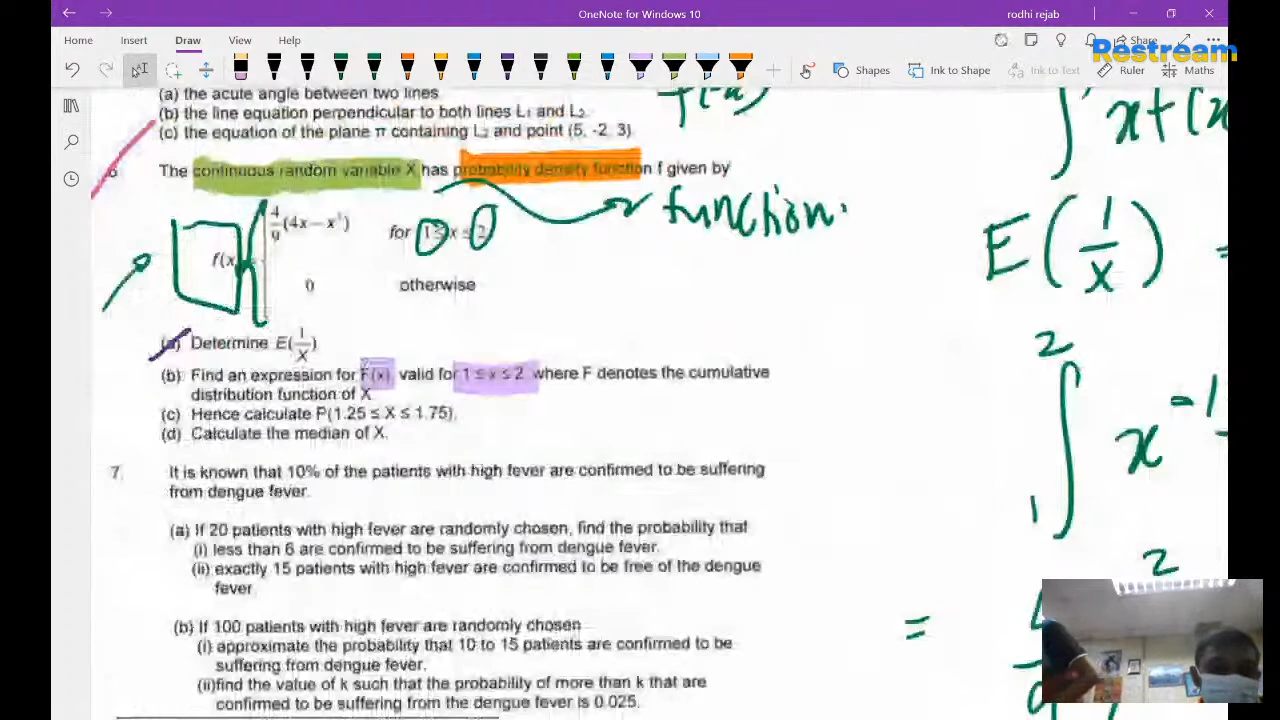 OneNote for Windows 10
rodhi rejab
Home Insert Draw View Help
Share
Restream
Shapes Ink to Shape Ink to Text Ruler Maths
(a) the acute angle between two lines
(b) the line equation perpendicular to both lines L₁ and L₂
(c) the equation of the plane π containing L₂ and point (5, -2, 3)
The continuous random variable X has probability density function f given by
4/9 (4x − x³) for 1 ≤ x ≤ 2
function.
f(x
0 otherwise
(a) Determine E(1/X)
(b) Find an expression for F(x) valid for 1 ≤ x ≤ 2 where F denotes the cumulative
distribution function of X
(c) Hence calculate P(1.25 ≤ X ≤ 1.75).
(d) Calculate the median of X.
7. It is known that 10% of the patients with high fever are confirmed to be suffering
from dengue fever.
(a) If 20 patients with high fever are randomly chosen, find the probability that
(i) less than 6 are confirmed to be suffering from dengue fever.
(ii) exactly 15 patients with high fever are confirmed to be free of the dengue
fever
(b) If 100 patients with high fever are randomly chosen
(i) approximate the probability that 10 to 15 patients are confirmed to be
suffering from dengue fever.
(ii)find the value of k such that the probability of more than k that are
confirmed to be suffering from the dengue fever is 0.025.
∫ x + (x
E(1/x) =
2
∫ x⁻¹
1
2
=